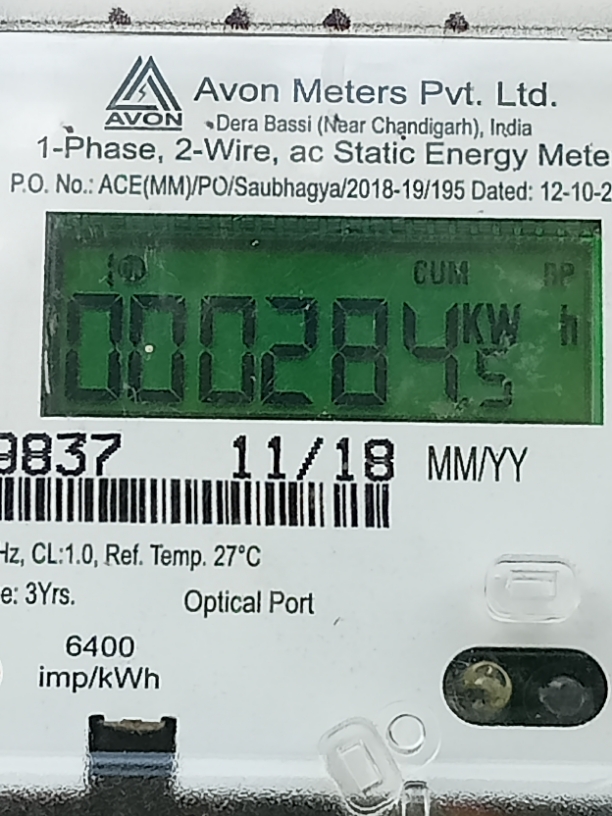 AVON
Avon Meters Pvt. Ltd.
Dera Bassi (Near Chandigarh), India
1-Phase, 2-Wire, ac Static Energy Mete
P.O. No.: ACE(MM)/PO/Saubhagya/2018-19/195 Dated: 12-10-2
CUM
000284.5 KW h
9837 11/18 MM/YY
Hz, CL:1.0, Ref. Temp. 27°C
e: 3Yrs. Optical Port
6400
imp/kWh